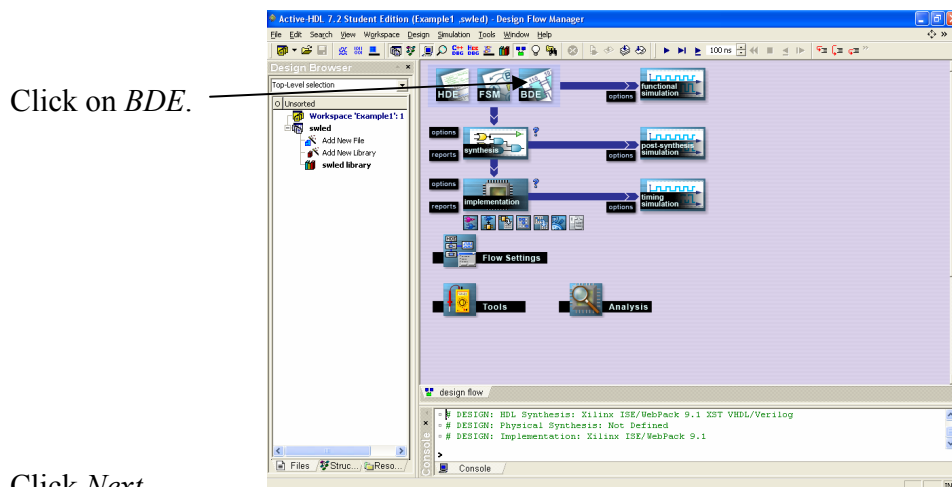 Active-HDL 7.2 Student Edition (Example1 ,swled) - Design Flow Manager
File Edit Search View Workspace Design Simulation Tools Window Help
100 ns
Design Browser
Top-Level selection
Click on BDE.
Unsorted
Workspace 'Example1': 1
swled
Add New File
Add New Library
swled library
HDE FSM BDE
options
functional
simulation
options
reports
synthesis
options
post-synthesis
simulation
options
reports
implementation
options
timing
simulation
Flow Settings
Tools
Analysis
design flow
# DESIGN: HDL Synthesis: Xilinx ISE/WebPack 9.1 XST VHDL/Verilog
# DESIGN: Physical Synthesis: Not Defined
# DESIGN: Implementation: Xilinx ISE/WebPack 9.1
>
Console
Console
Files Struc... Reso...
Click Next